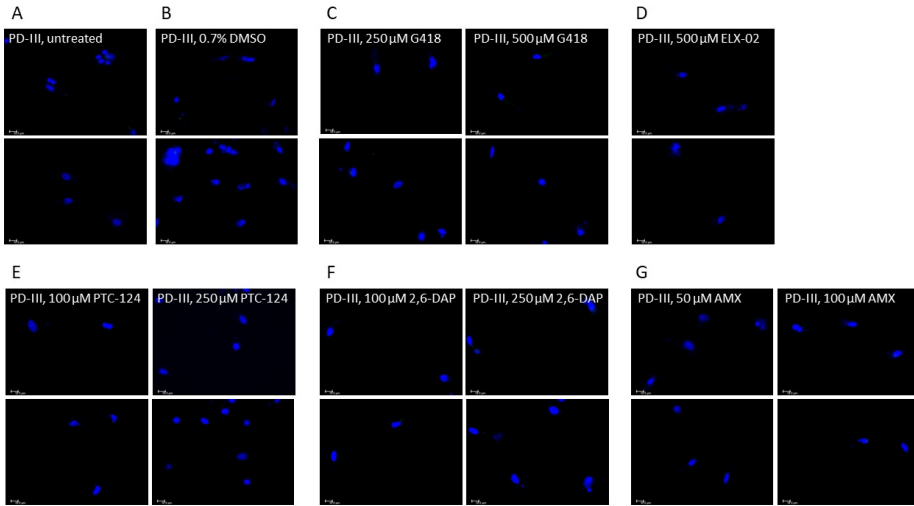 A
B
C
D
PD-III, untreated
PD-III, 0.7% DMSO
PD-III, 250 µM G418
PD-III, 500 µM G418
PD-III, 500 µM ELX-02
E
F
G
PD-III, 100 µM PTC-124
PD-III, 250 µM PTC-124
PD-III, 100 µM 2,6-DAP
PD-III, 250 µM 2,6-DAP
PD-III, 50 µM AMX
PD-III, 100 µM AMX